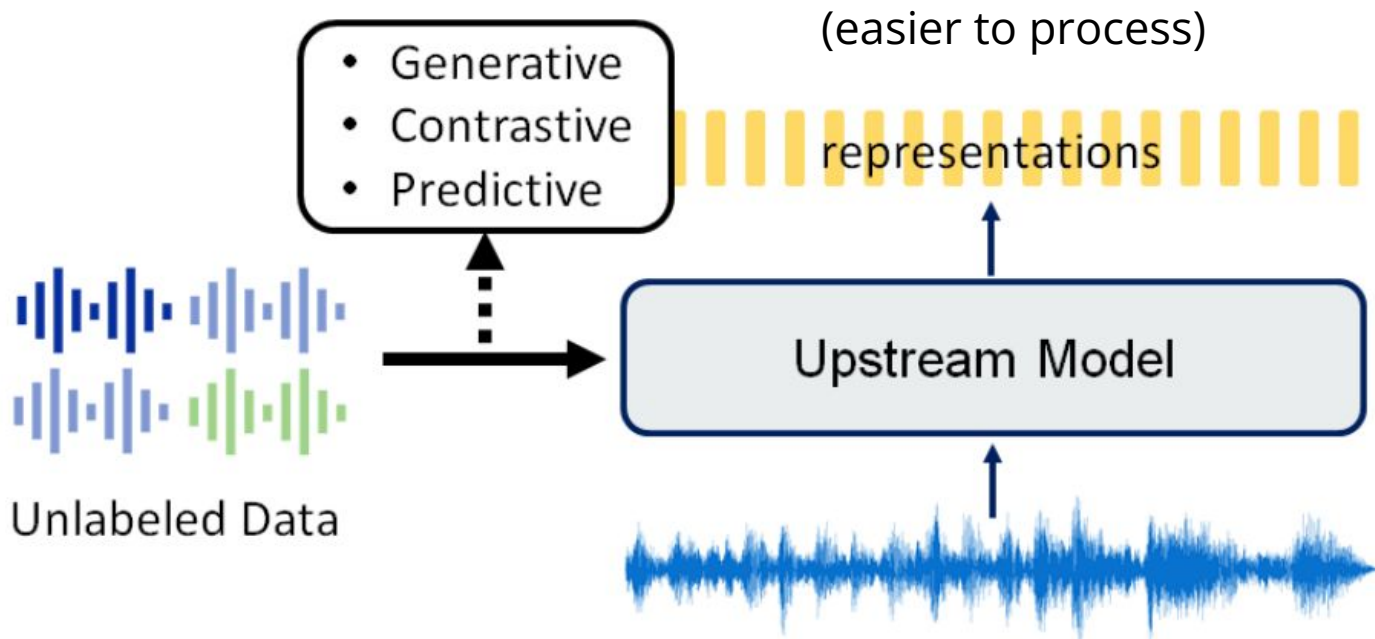 (easier to process)
• Generative
• Contrastive
• Predictive
representations
Upstream Model
Unlabeled Data